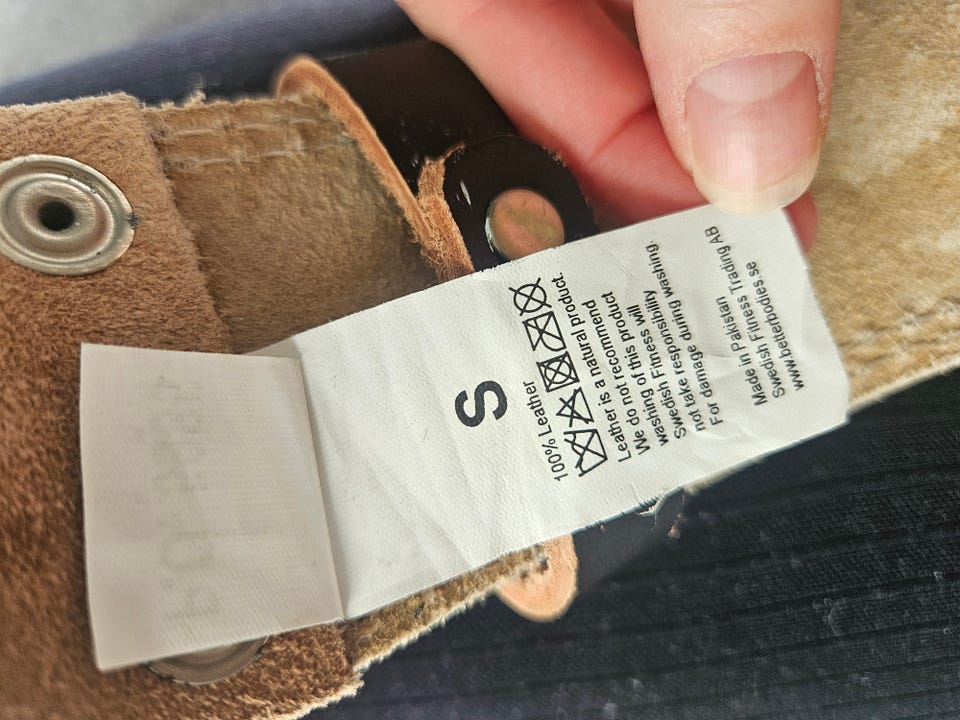 S
100% Leather
Leather is a natural product.
We do not recommend
washing of this product
Swedish Fitness will
not take responsibility
For damage during washing.
Made in Pakistan
Swedish Fitness Trading AB
www.betterbodies.se